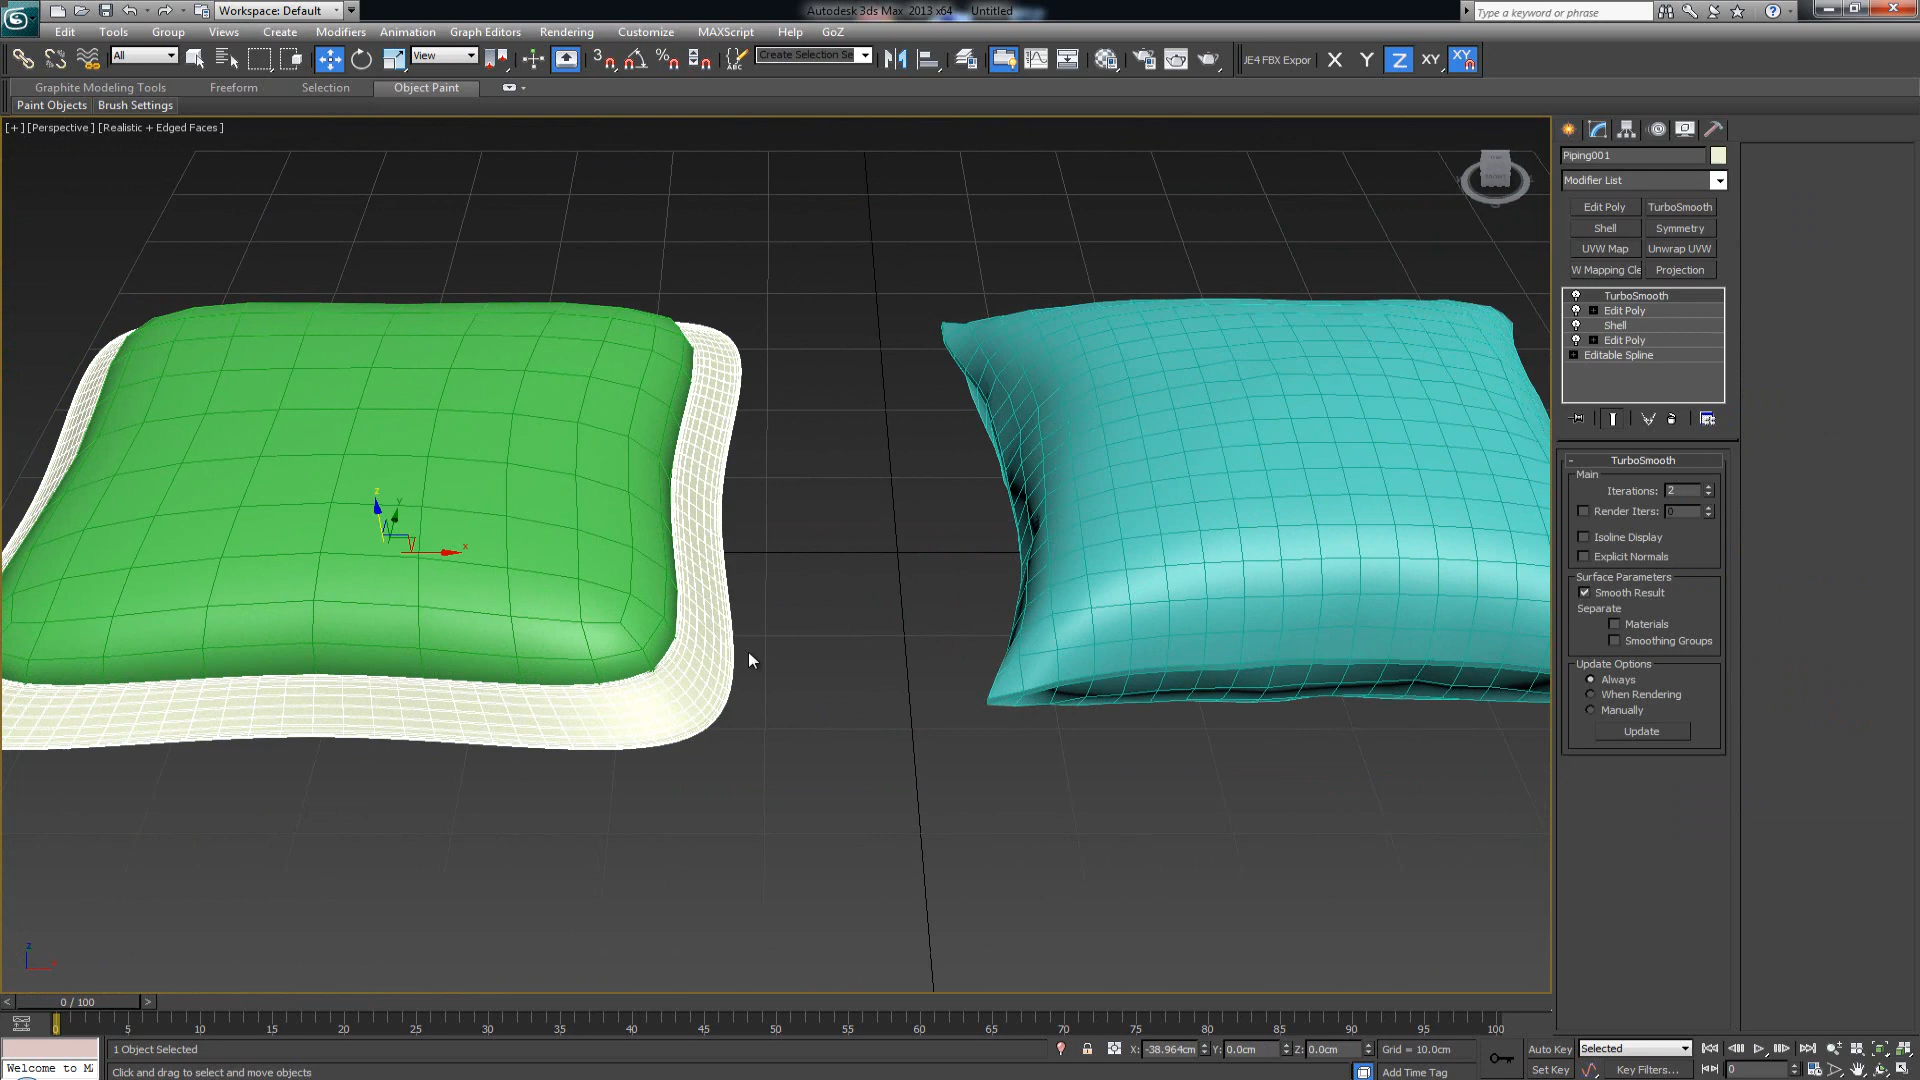 Workspace: Default
Autodesk 3ds Max 2013 x64 Untitled
Type a keyword or phrase
Edit Tools Group Views Create Modifiers Animation Graph Editors Rendering Customize MAXScript Help GoZ
All View 3 Create Selection Se JE4 FBX Expor X Y Z XY XY
Graphite Modeling Tools Freeform Selection Object Paint
Paint Objects Brush Settings
[+] [Perspective] [Realistic + Edged Faces]
Piping001
Modifier List
Edit Poly TurboSmooth
Shell Symmetry
UVW Map Unwrap UVW
W Mapping Cle Projection
TurboSmooth
Edit Poly
Shell
Edit Poly
Editable Spline
z
y
x
TurboSmooth
Main
Iterations: 2
Render Iters: 0
Isoline Display
Explicit Normals
Surface Parameters
Smooth Result
Separate
Materials
Smoothing Groups
Update Options
Always
When Rendering
Manually
Update
z
< 0 / 100 >
0 5 10 15 20 25 30 35 40 45 50 55 60 65 70 75 80 85 90 95 100
1 Object Selected X: -38.964cm Y: 0.0cm Z: 0.0cm Grid = 10.0cm Auto Key Selected
Welcome to MA Click and drag to select and move objects Add Time Tag Set Key Key Filters... 0